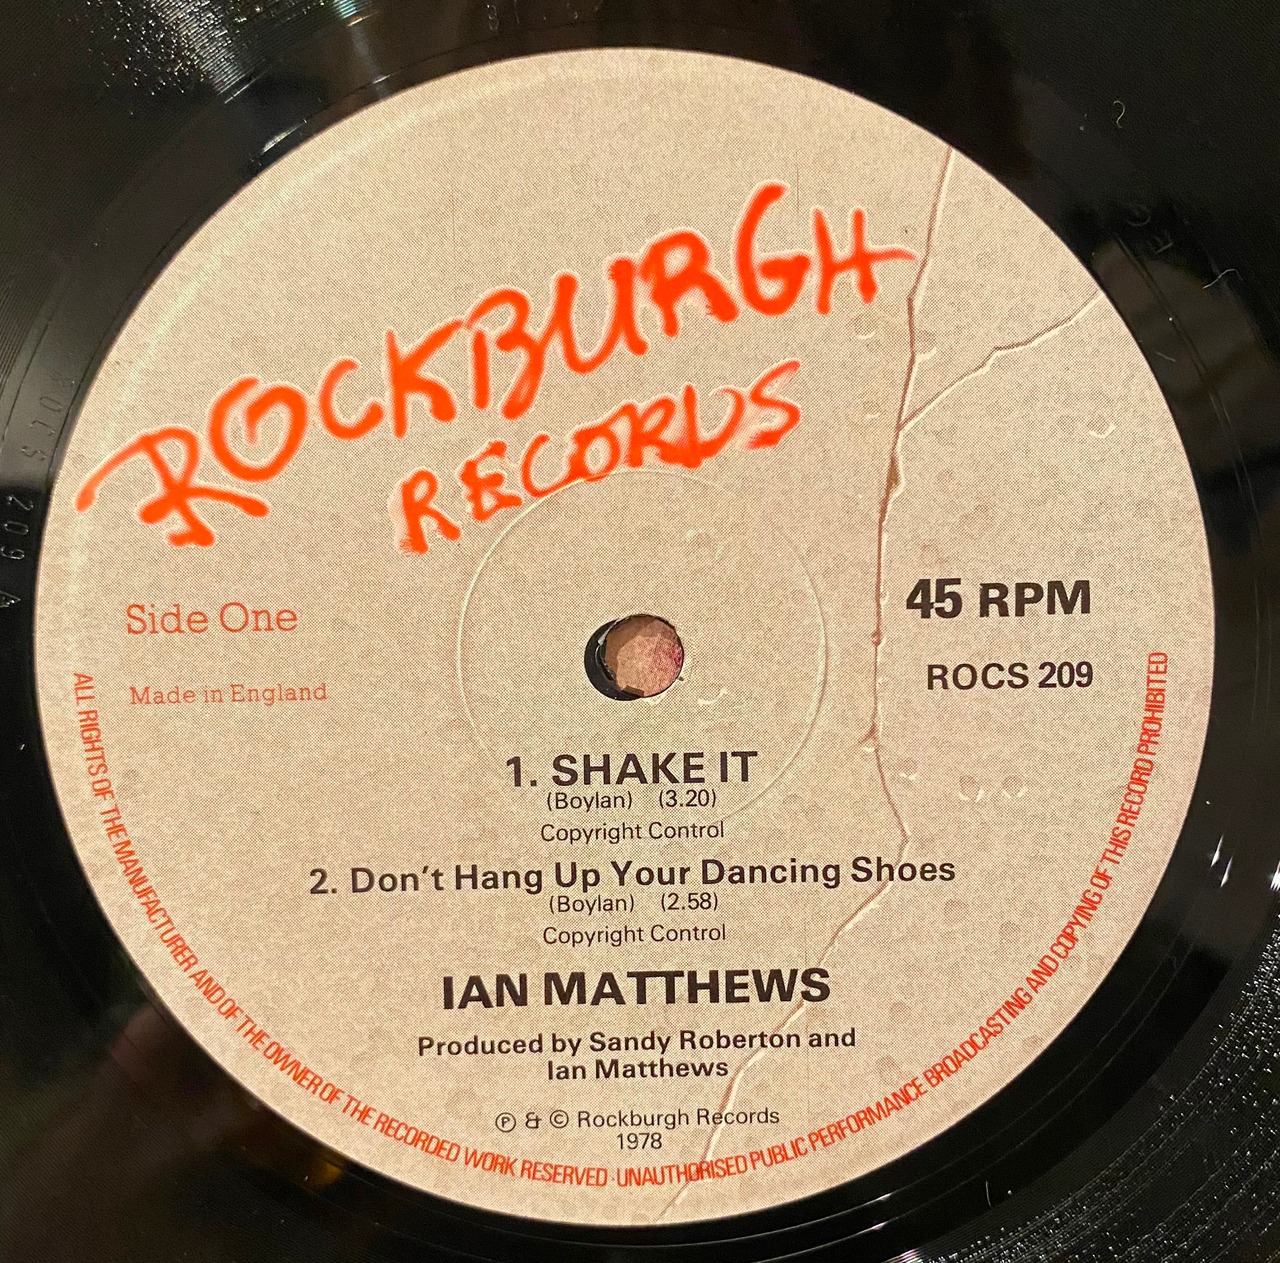 ROCKBURGH
RECORDS
Side One
Made in England
45 RPM
ROCS 209
1. SHAKE IT
(Boylan) (3.20)
Copyright Control
2. Don't Hang Up Your Dancing Shoes
(Boylan) (2.58)
Copyright Control
IAN MATTHEWS
Produced by Sandy Roberton and
Ian Matthews
℗ & © Rockburgh Records
1978
ALL RIGHTS OF THE MANUFACTURER AND OF THE OWNER OF THE RECORDED WORK RESERVED · UNAUTHORISED PUBLIC PERFORMANCE BROADCASTING AND COPYING OF THIS RECORD PROHIBITED
ROCS 209 A